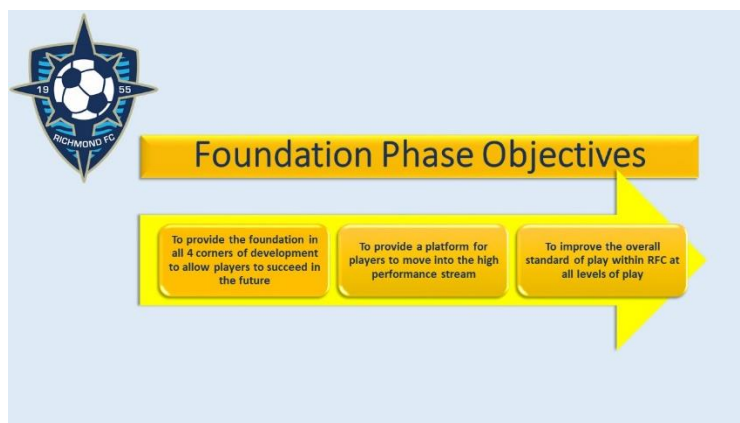 19 55
RICHMOND FC
Foundation Phase Objectives
To provide the foundation in
all 4 corners of development
to allow players to succeed in
the future
To provide a platform for
players to move into the high
performance stream
To improve the overall
standard of play within RFC at
all levels of play